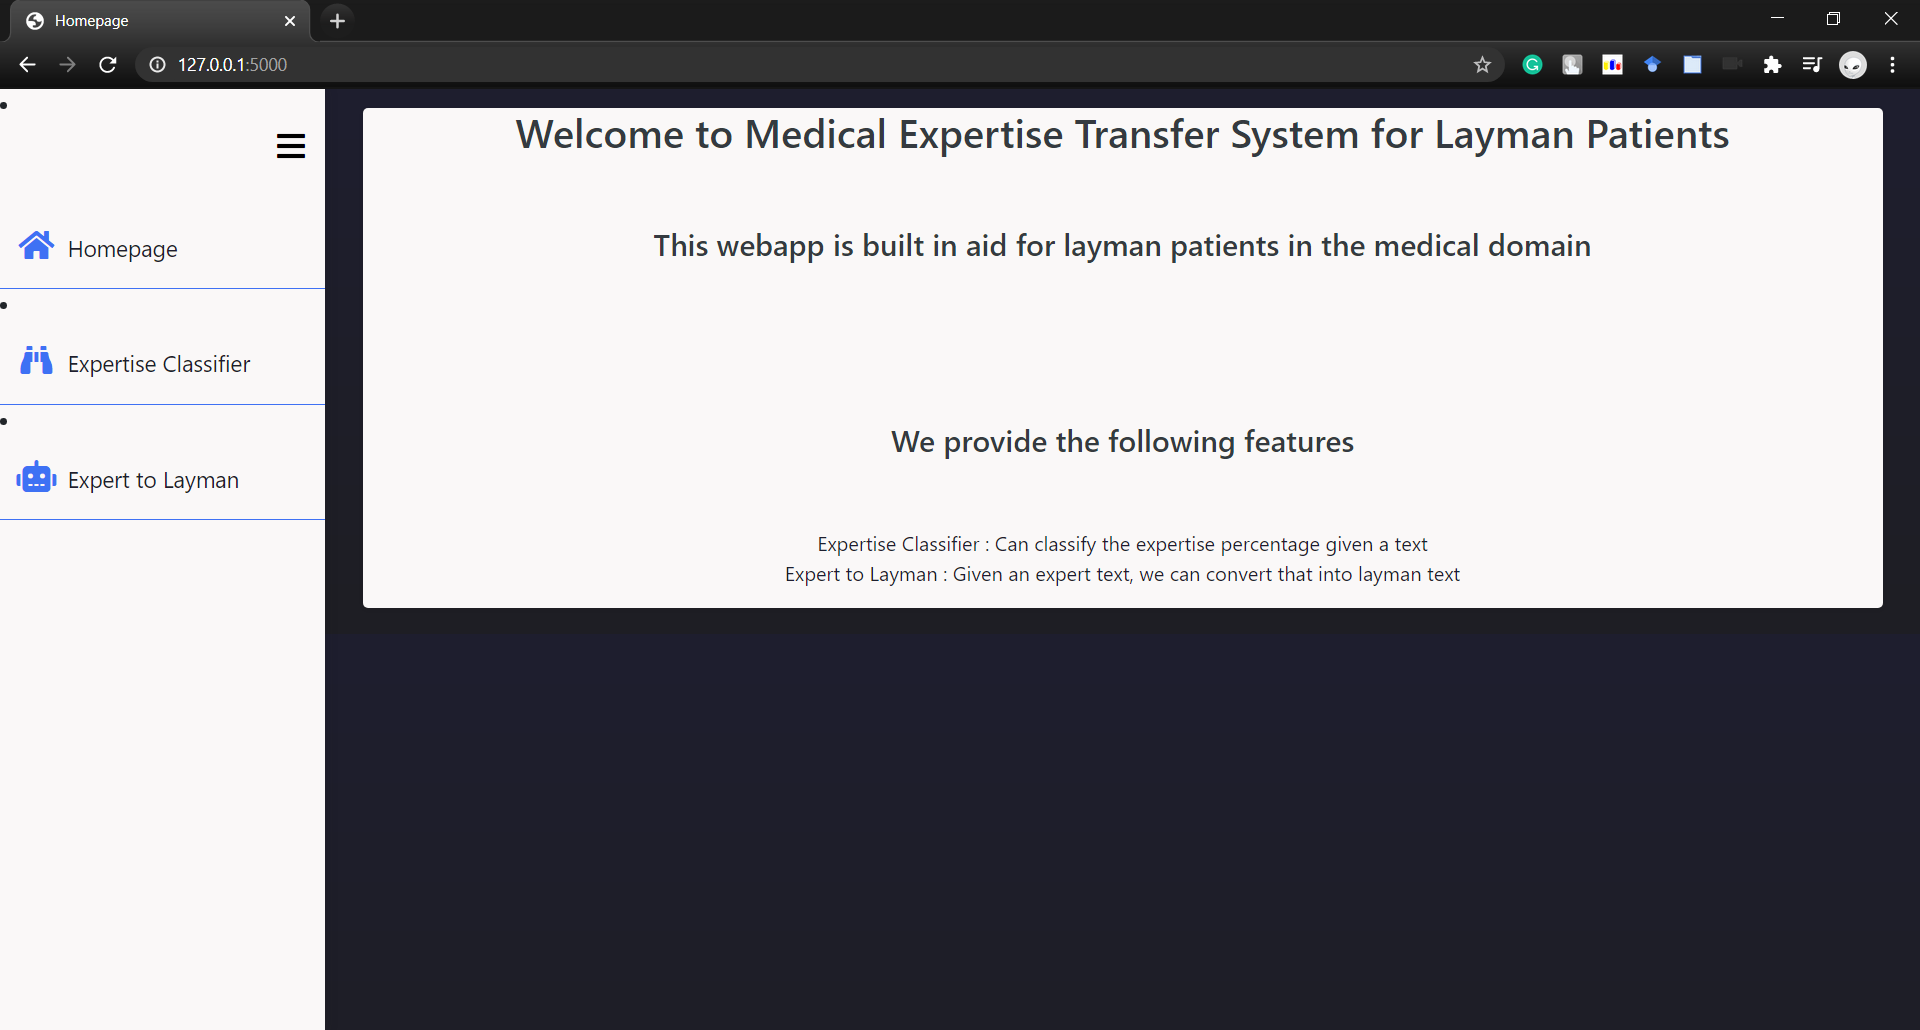 Homepage
127.0.0.1:5000
Homepage
Expertise Classifier
Expert to Layman
Welcome to Medical Expertise Transfer System for Layman Patients
This webapp is built in aid for layman patients in the medical domain
We provide the following features
Expertise Classifier : Can classify the expertise percentage given a text
Expert to Layman : Given an expert text, we can convert that into layman text